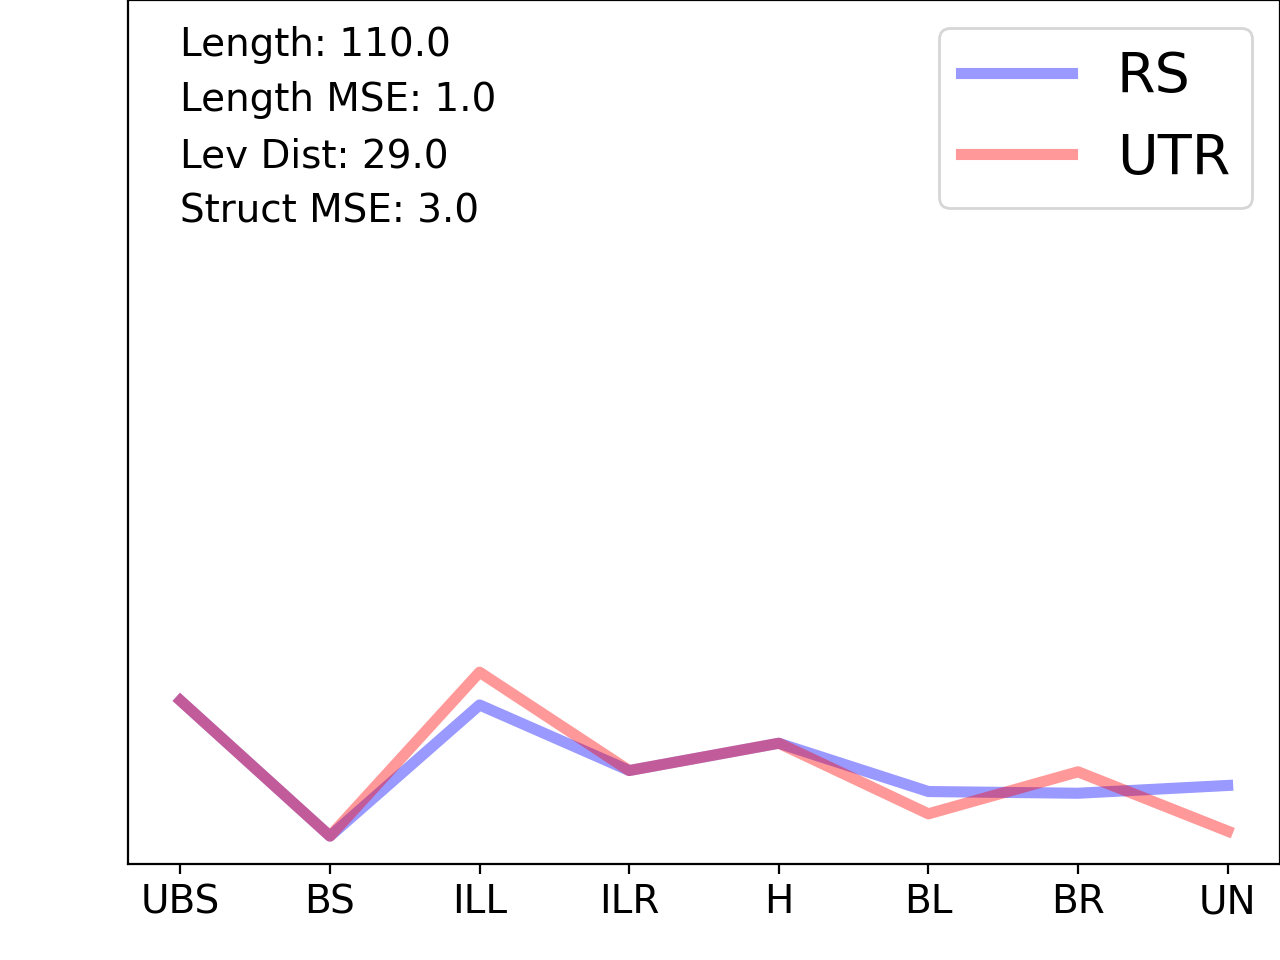 Length: 110.0
Length MSE: 1.0
Lev Dist: 29.0
Struct MSE: 3.0
RS
UTR
UBS BS ILL ILR H BL BR UN